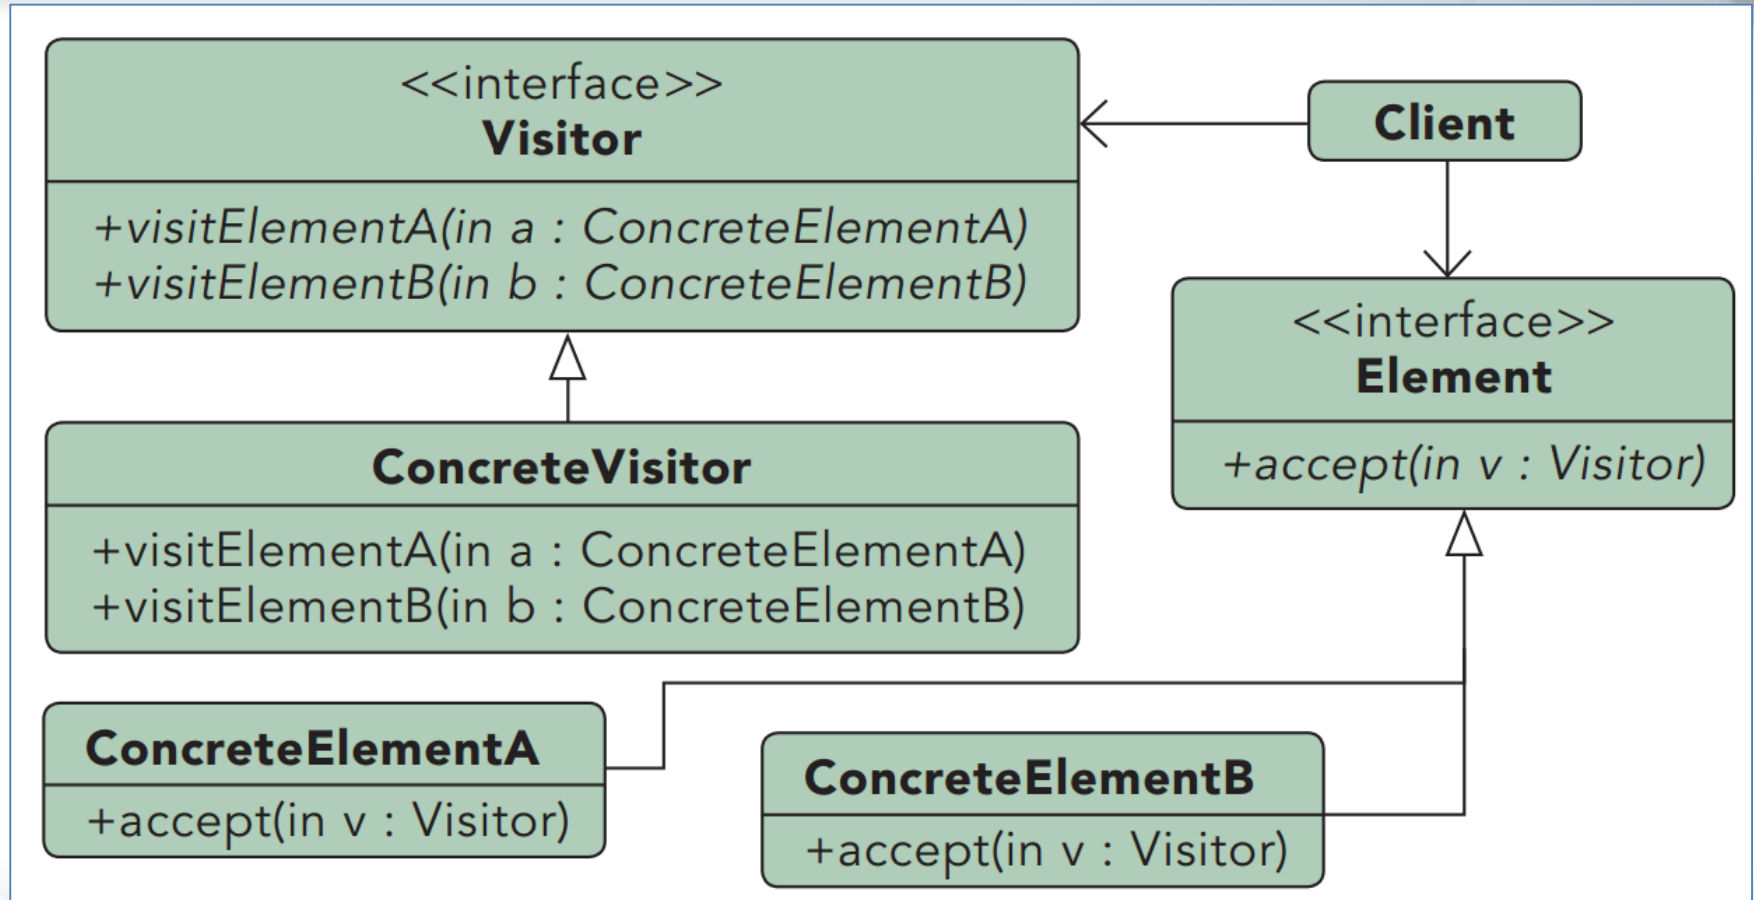 <<interface>>
Visitor
+visitElementA(in a : ConcreteElementA)
+visitElementB(in b : ConcreteElementB)
Client
<<interface>>
Element
+accept(in v : Visitor)
ConcreteVisitor
+visitElementA(in a : ConcreteElementA)
+visitElementB(in b : ConcreteElementB)
ConcreteElementA
+accept(in v : Visitor)
ConcreteElementB
+accept(in v : Visitor)